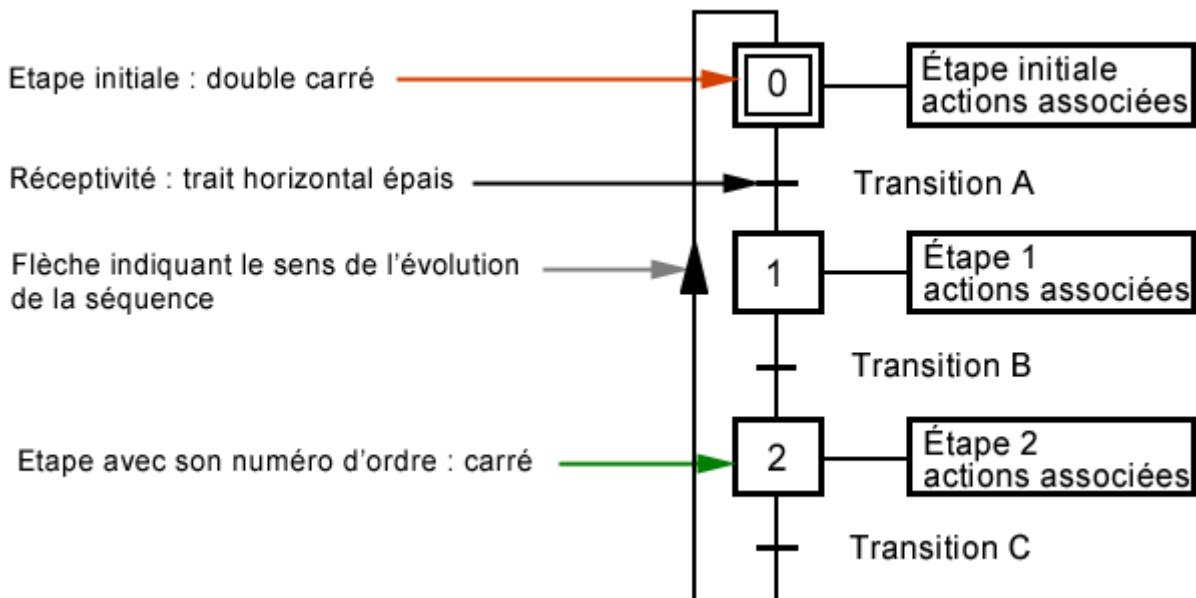 Etape initiale : double carré
0
Étape initiale
actions associées
Réceptivité : trait horizontal épais
Transition A
Flèche indiquant le sens de l'évolution
de la séquence
1
Étape 1
actions associées
Transition B
Etape avec son numéro d'ordre : carré
2
Étape 2
actions associées
Transition C